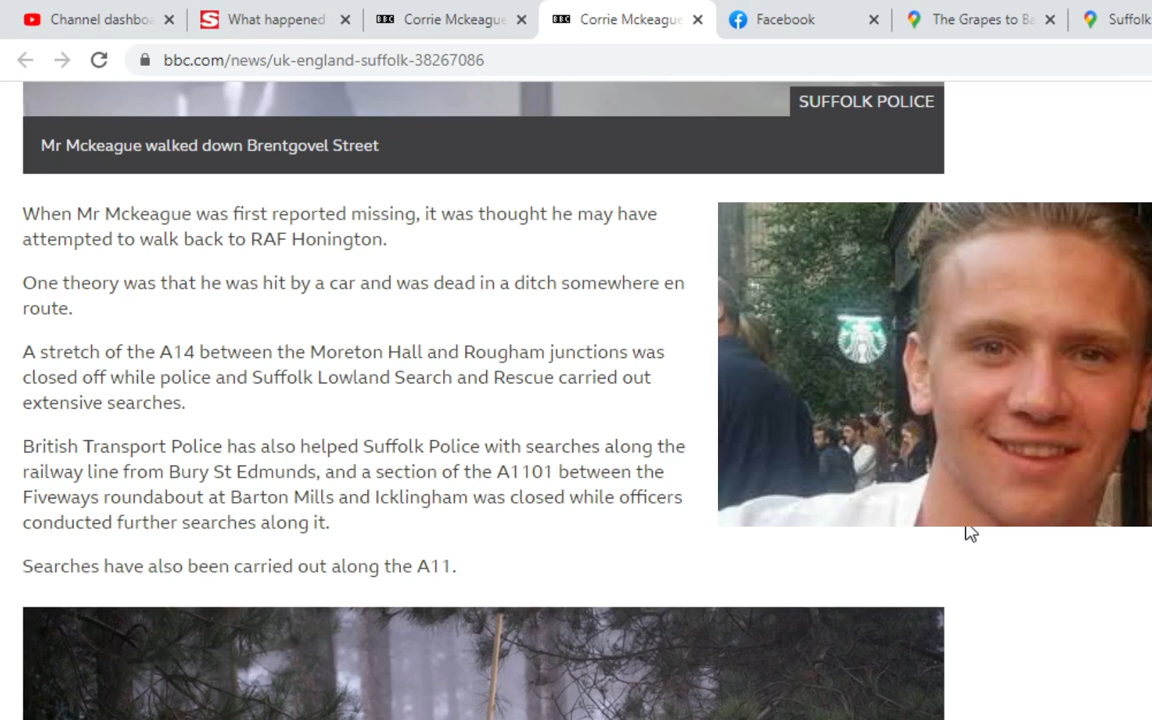 Channel dashboa
What happened
Corrie Mckeague
Corrie Mckeague
Facebook
The Grapes to Ba
Suffolk
bbc.com/news/uk-england-suffolk-38267086
SUFFOLK POLICE
Mr Mckeague walked down Brentgovel Street
When Mr Mckeague was first reported missing, it was thought he may have
attempted to walk back to RAF Honington.
One theory was that he was hit by a car and was dead in a ditch somewhere en
route.
A stretch of the A14 between the Moreton Hall and Rougham junctions was
closed off while police and Suffolk Lowland Search and Rescue carried out
extensive searches.
British Transport Police has also helped Suffolk Police with searches along the
railway line from Bury St Edmunds, and a section of the A1101 between the
Fiveways roundabout at Barton Mills and Icklingham was closed while officers
conducted further searches along it.
Searches have also been carried out along the A11.